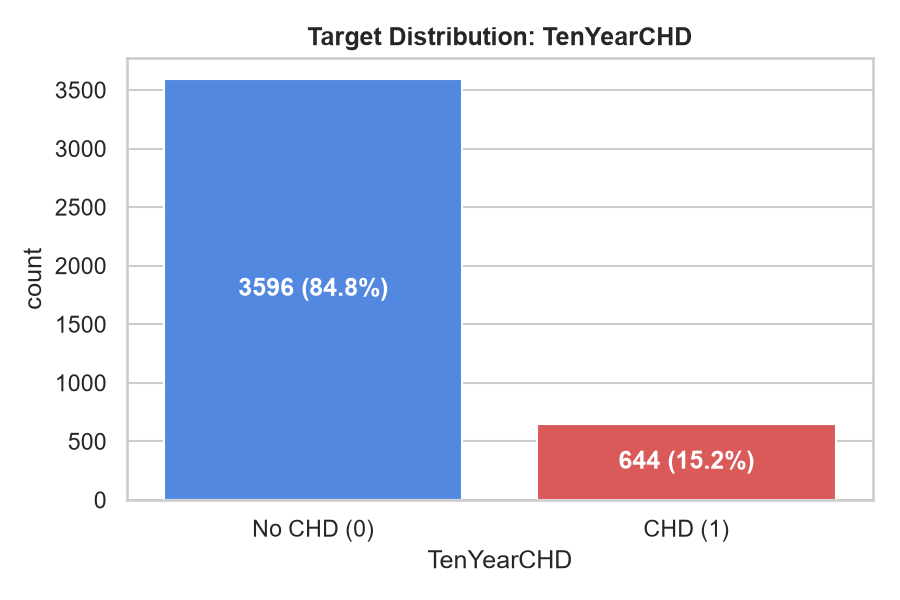 Target Distribution: TenYearCHD
3500
3000
2500
2000
1500
1000
500
0
count
3596 (84.8%)
644 (15.2%)
No CHD (0)
CHD (1)
TenYearCHD